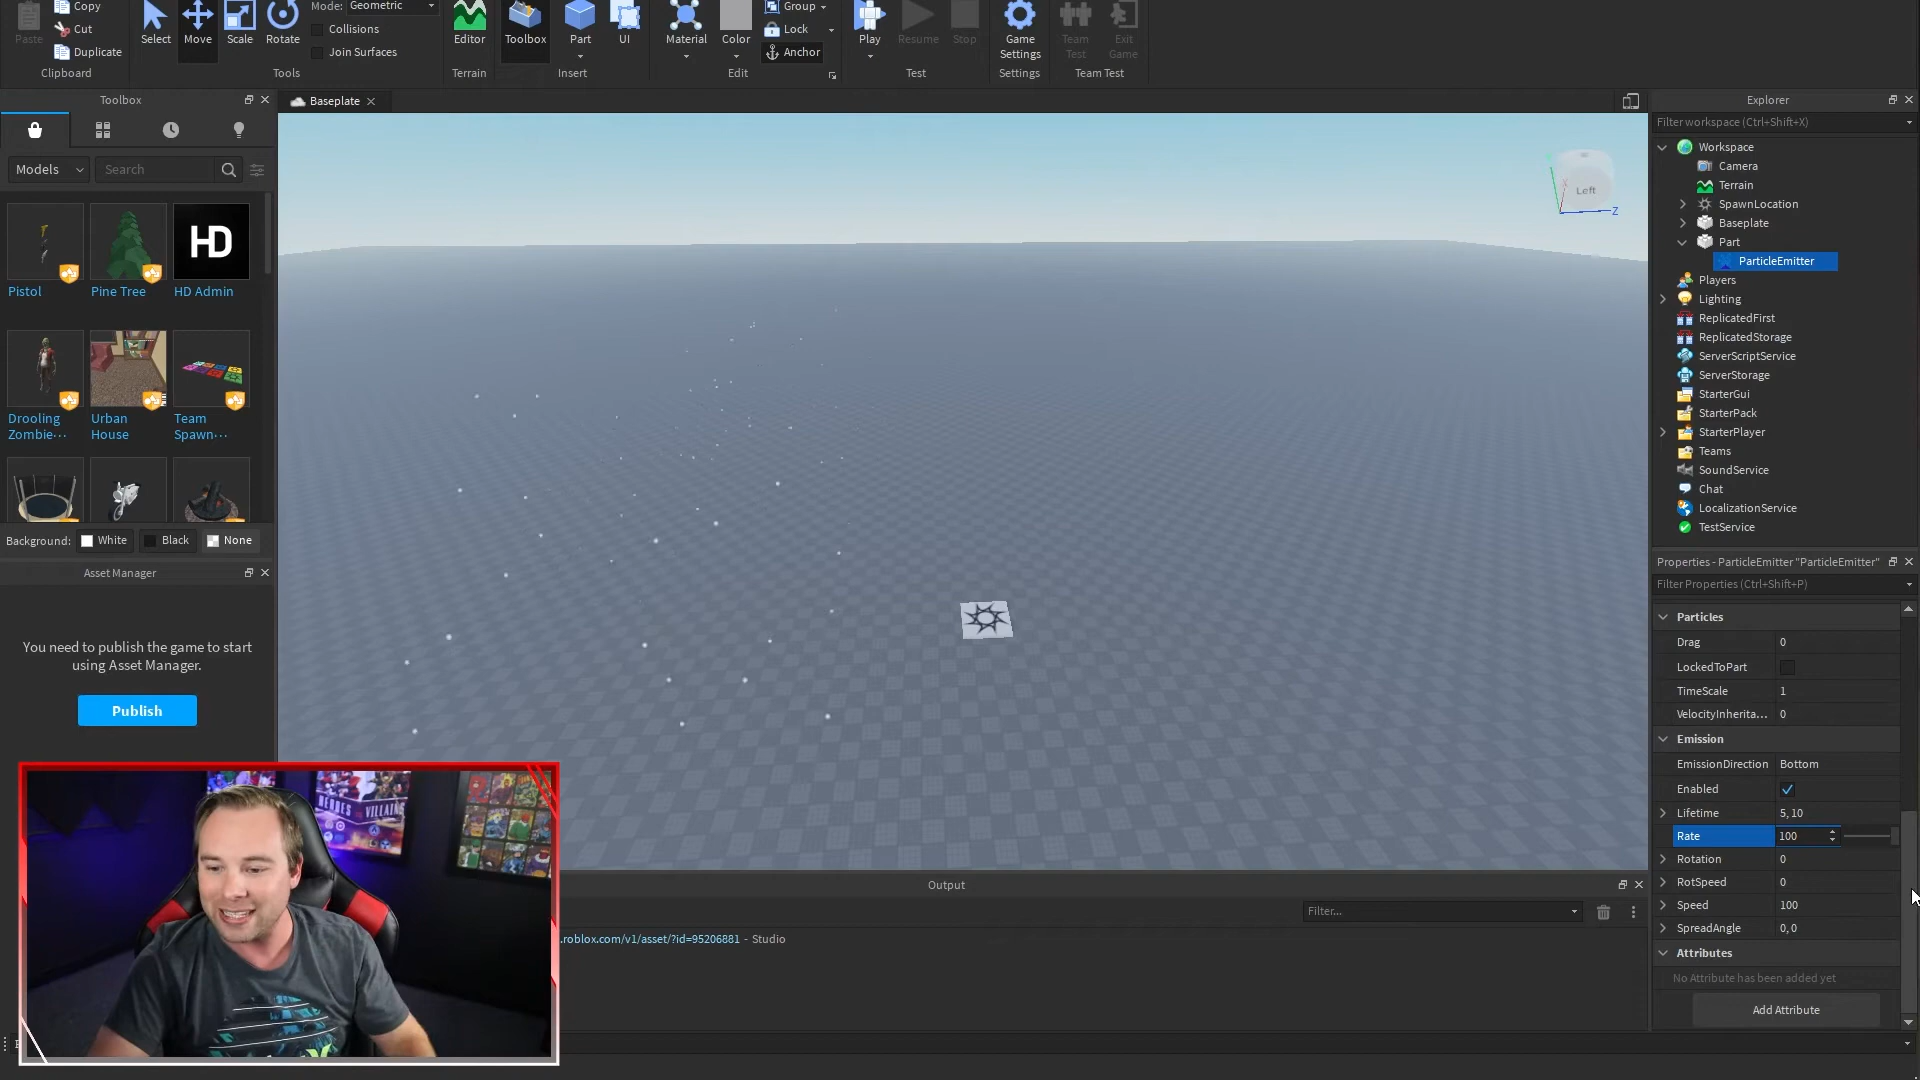 Paste
Copy
Cut
Duplicate
Clipboard
Select
Move
Scale
Rotate
Mode: Geometric
Collisions
Join Surfaces
Tools
Editor
Terrain
Toolbox
Part
UI
Insert
Material
Color
Group
Lock
Anchor
Edit
Play
Resume
Stop
Test
Game Settings
Settings
Team Test
Exit Game
Team Test
Toolbox
Models
Search
Pistol
Pine Tree
HD
HD Admin
Drooling Zombie···
Urban House
Team Spawn···
Background: White Black None
Asset Manager
You need to publish the game to start
using Asset Manager.
Publish
Baseplate
Left
Z
HEROES
VILLAINS
Output
Filter...
.roblox.com/v1/asset/?id=95206881 - Studio
Explorer
Filter workspace (Ctrl+Shift+X)
Workspace
Camera
Terrain
SpawnLocation
Baseplate
Part
ParticleEmitter
Players
Lighting
ReplicatedFirst
ReplicatedStorage
ServerScriptService
ServerStorage
StarterGui
StarterPack
StarterPlayer
Teams
SoundService
Chat
LocalizationService
TestService
Properties - ParticleEmitter "ParticleEmitter"
Filter Properties (Ctrl+Shift+P)
Particles
Drag 0
LockedToPart
TimeScale 1
VelocityInherita... 0
Emission
EmissionDirection Bottom
Enabled
Lifetime 5, 10
Rate 100
Rotation 0
RotSpeed 0
Speed 100
SpreadAngle 0, 0
Attributes
No Attribute has been added yet
Add Attribute